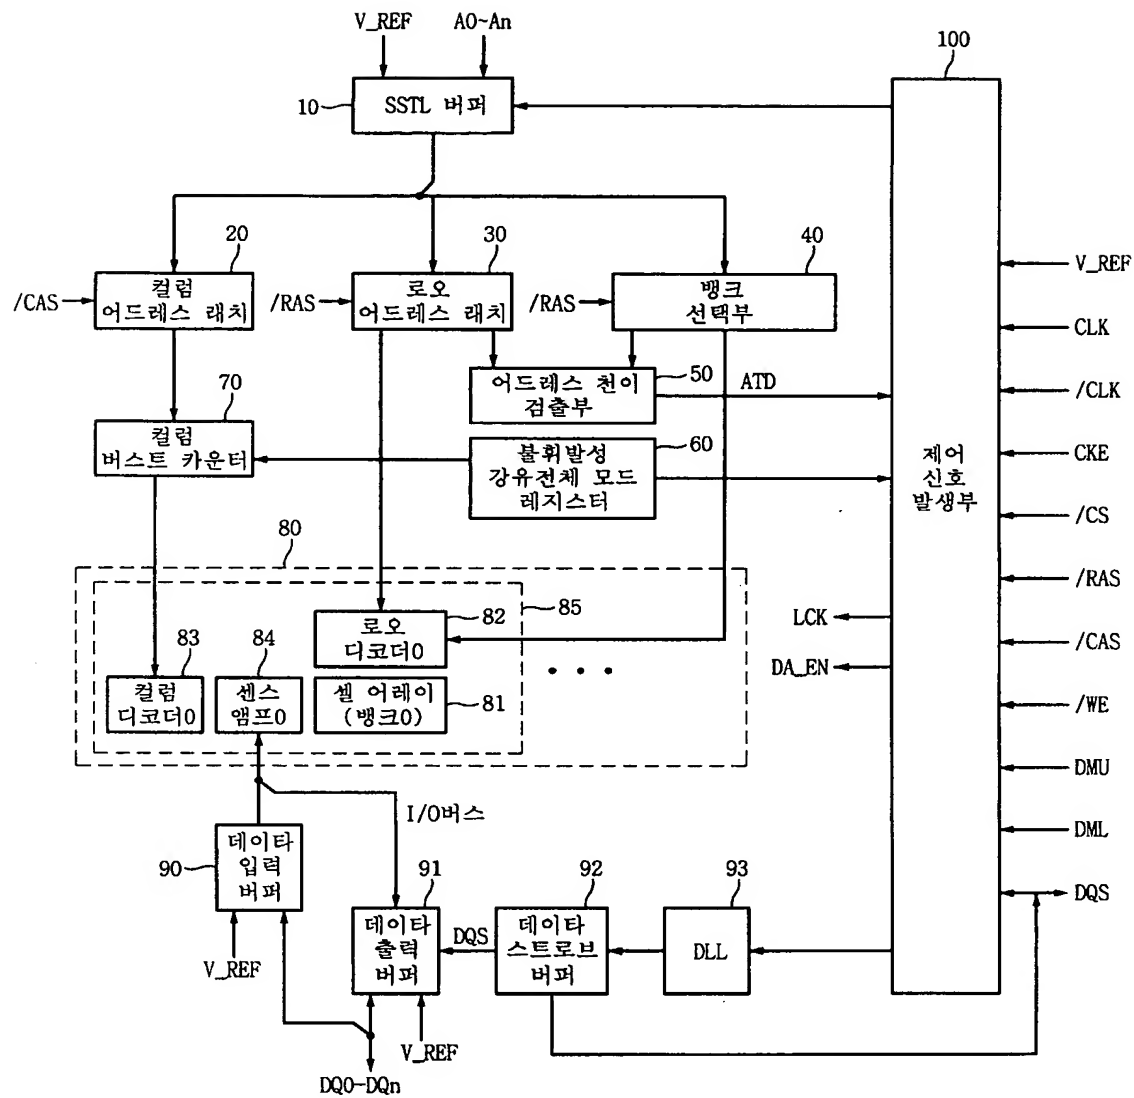 V_REF
A0~An
100
10
SSTL 버퍼
20
30
40
/CAS
컬럼
어드레스 래치
/RAS
로오
어드레스 래치
/RAS
뱅크
선택부
V_REF
CLK
/CLK
CKE
/CS
/RAS
/CAS
/WE
DMU
DML
DQS
70
컬럼
버스트 카운터
50
어드레스 천이
검출부
ATD
60
불휘발성
강유전체 모드
레지스터
제어
신호
발생부
80
85
82
로오
디코더0
83
84
컬럼
디코더0
센스
앰프0
셀 어레이
(뱅크0)
81
LCK
DA_EN
I/O버스
90
데이타
입력
버퍼
V_REF
91
데이타
출력
버퍼
DQS
92
데이타
스트로브
버퍼
93
DLL
V_REF
DQ0-DQn